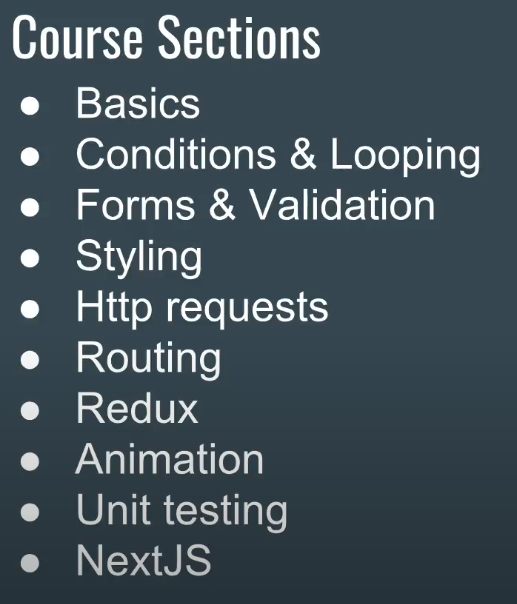 Course Sections
● Basics
● Conditions & Looping
● Forms & Validation
● Styling
● Http requests
● Routing
● Redux
● Animation
● Unit testing
● NextJS